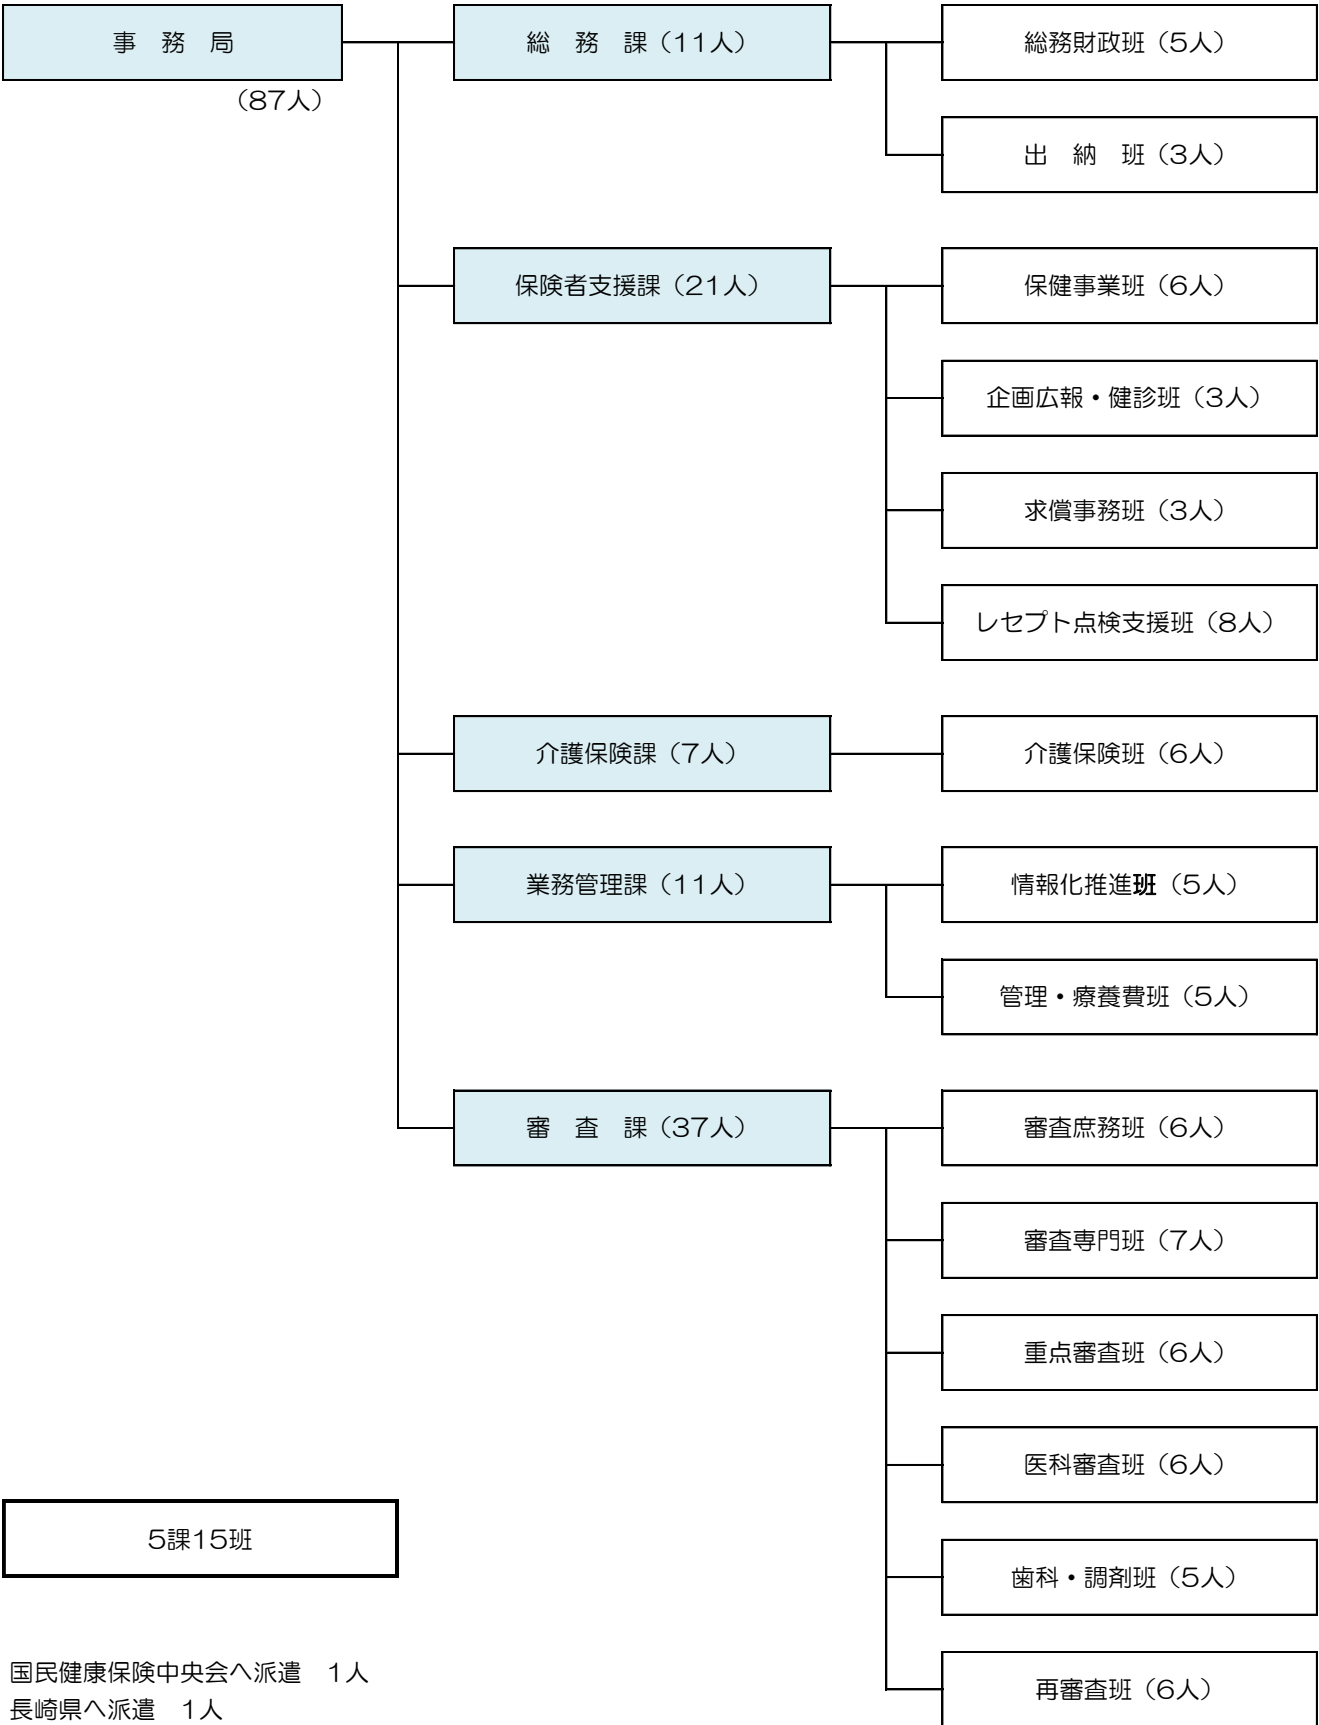 事　務　局
（87人）
総　務　課（11人）
総務財政班（5人）
出　納　班（3人）
保険者支援課（21人）
保健事業班（6人）
企画広報・健診班（3人）
求償事務班（3人）
レセプト点検支援班（8人）
介護保険課（7人）
介護保険班（6人）
業務管理課（11人）
情報化推進班（5人）
管理・療養費班（5人）
審　査　課（37人）
審査庶務班（6人）
審査専門班（7人）
重点審査班（6人）
医科審査班（6人）
歯科・調剤班（5人）
再審査班（6人）
5課15班
国民健康保険中央会へ派遣　1人
長崎県へ派遣　1人